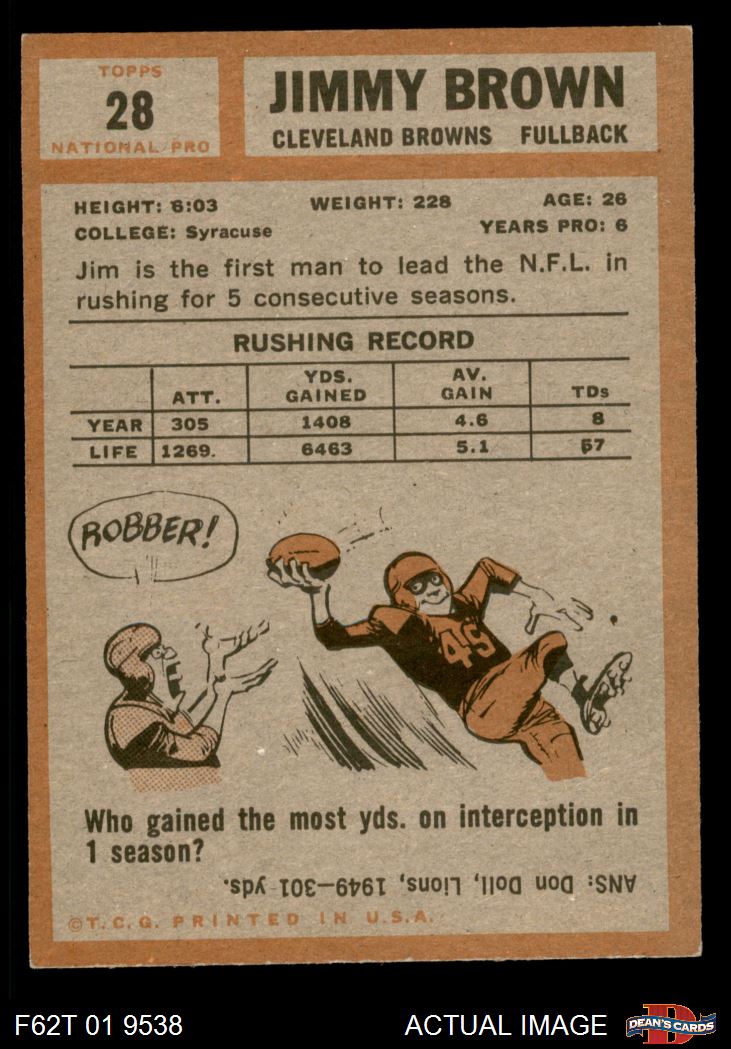 TOPPS
28
NATIONAL PRO
JIMMY BROWN
CLEVELAND BROWNS FULLBACK
HEIGHT: 6:03 WEIGHT: 228 AGE: 26
COLLEGE: Syracuse YEARS PRO: 6
Jim is the first man to lead the N.F.L. in
rushing for 5 consecutive seasons.
RUSHING RECORD
ATT. YDS. GAINED AV. GAIN TDs
YEAR 305 1408 4.6 8
LIFE 1269. 6463 5.1 57
ROBBER!
49
Who gained the most yds. on interception in
1 season?
ANS: Don Doll, Lions, 1949—301 yds.
©T.C.G. PRINTED IN U.S.A.
F62T 01 9538 ACTUAL IMAGE
D
DEAN'S CARDS